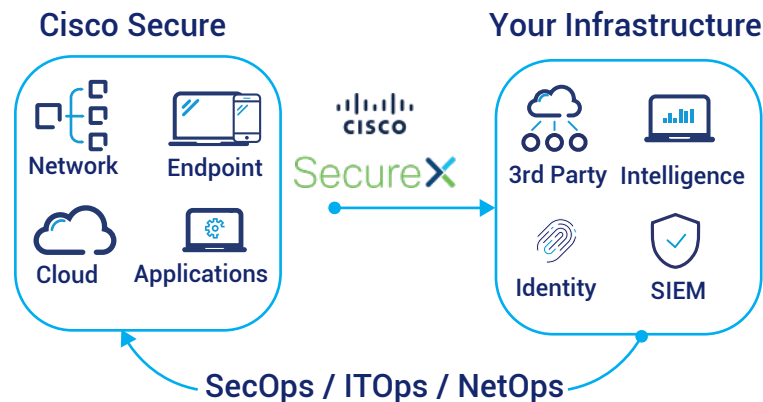 Cisco Secure
Your Infrastructure
Network
Endpoint
Cloud
Applications
CISCO
SecureX
3rd Party
Intelligence
Identity
SIEM
SecOps / ITOps / NetOps